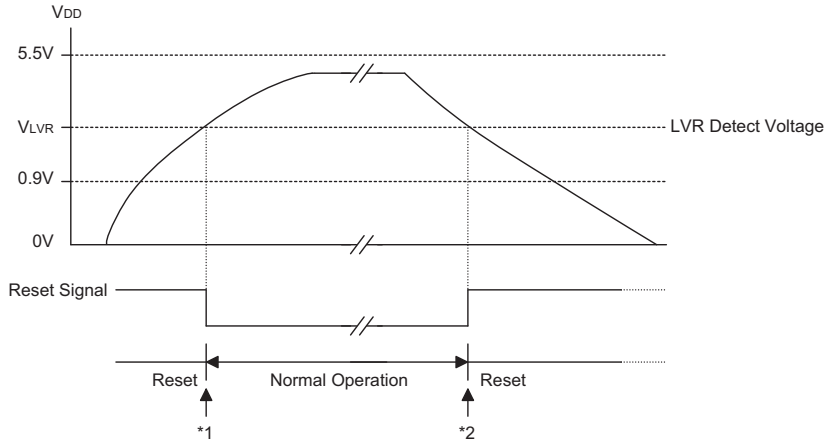 VDD
5.5V
VLVR
LVR Detect Voltage
0.9V
0V
Reset Signal
Reset
Normal Operation
Reset
*1
*2